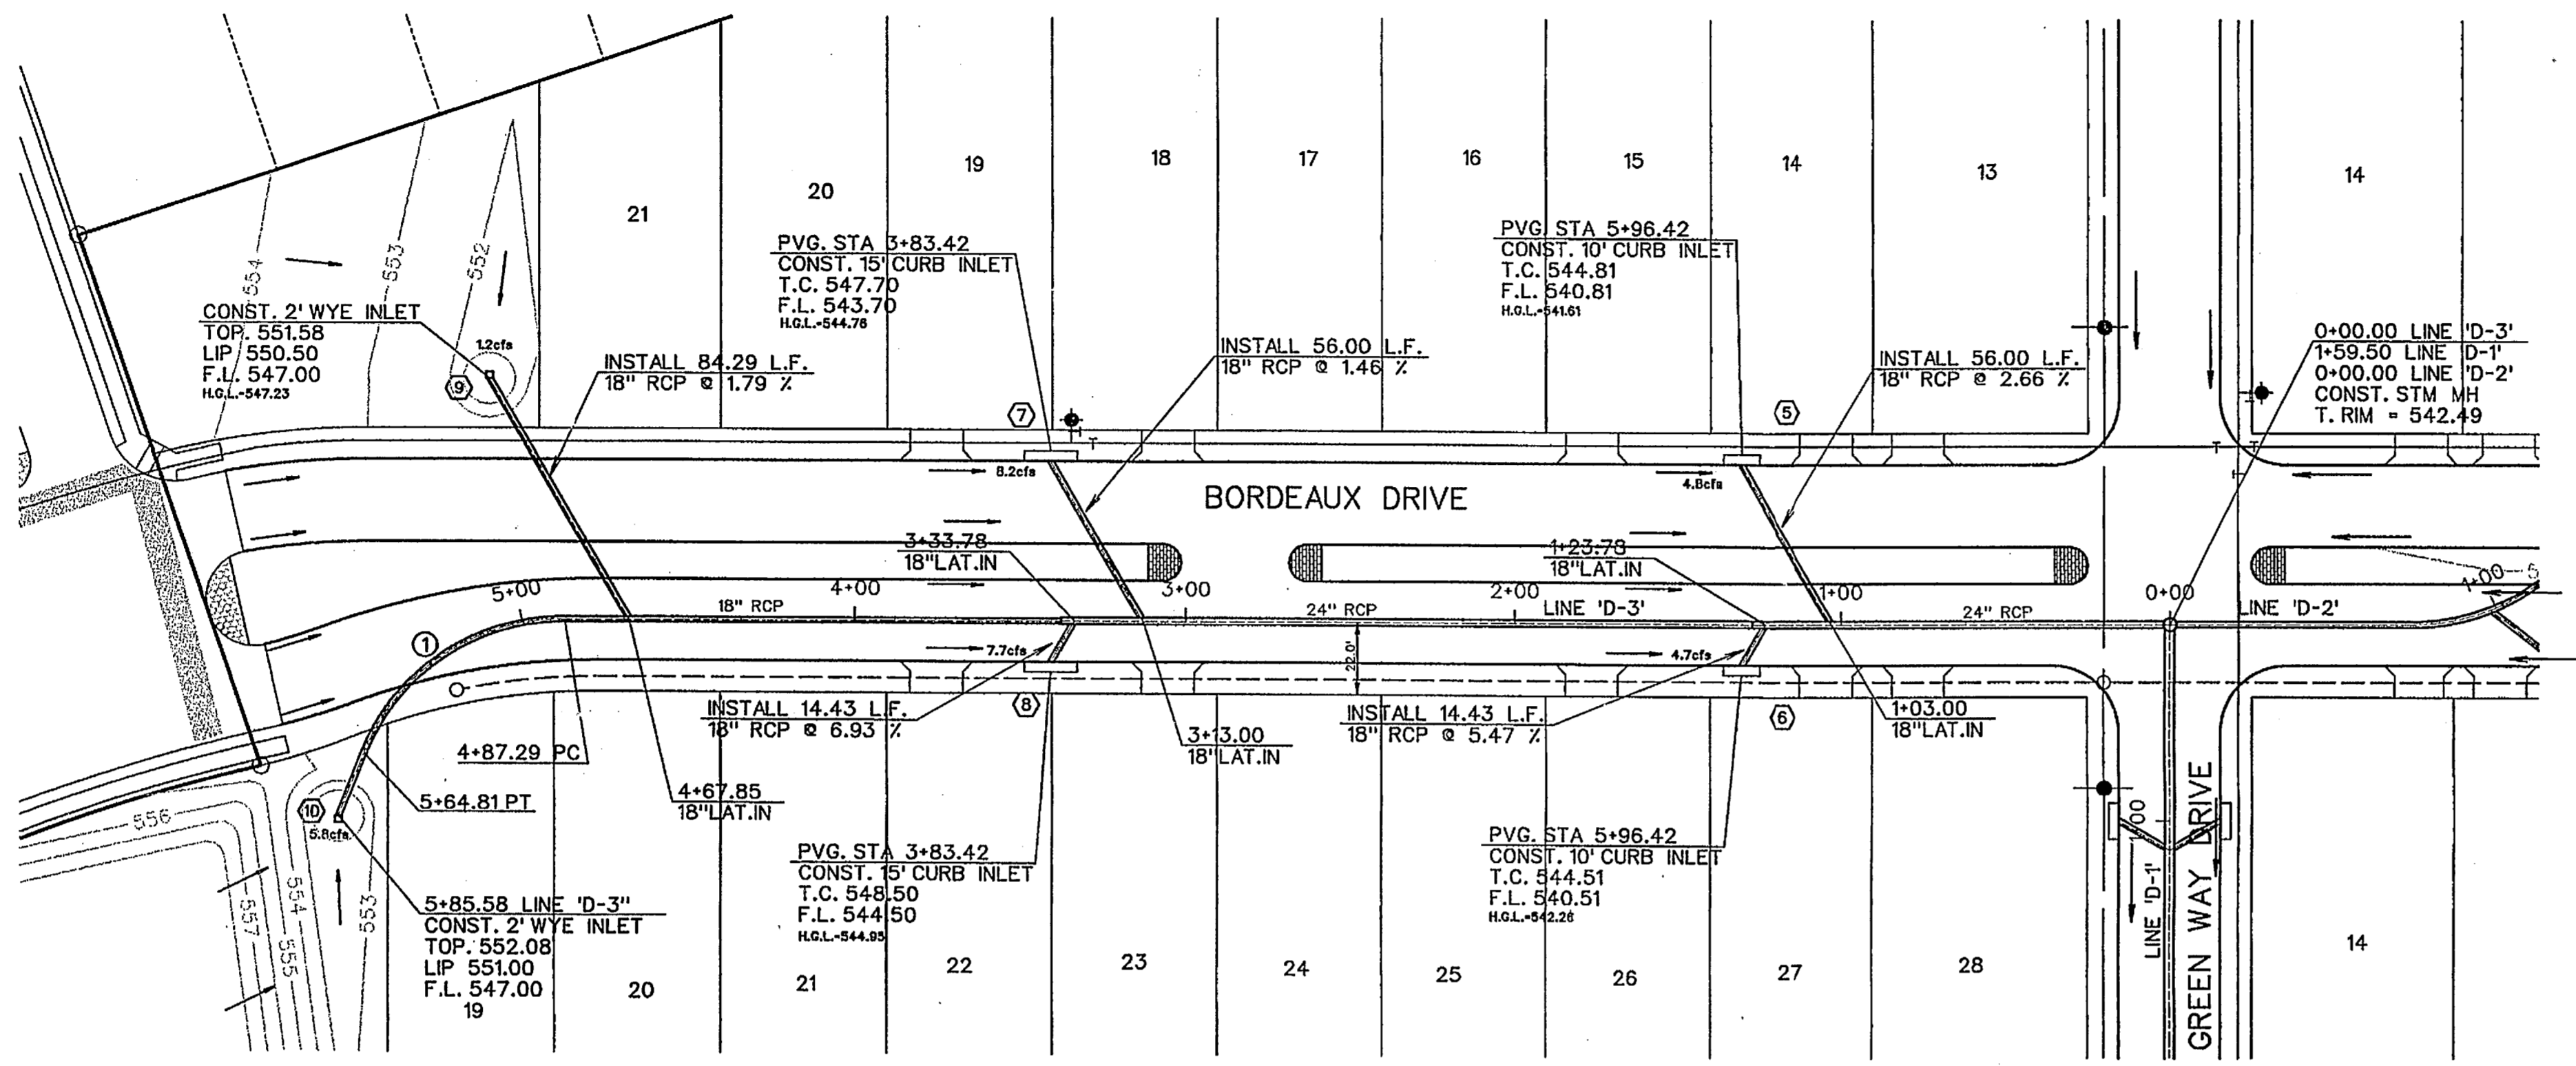 21
20
19
18
17
16
15
14
13
14
554
553
552
CONST. 2' WYE INLET
TOP. 551.58
LIP 550.50
F.L. 547.00
H.G.L.=547.23
1.2cfs
9
INSTALL 84.29 L.F.
18" RCP @ 1.79 %
PVG. STA 3+83.42
CONST. 15' CURB INLET
T.C. 547.70
F.L. 543.70
H.G.L.=544.76
7
INSTALL 56.00 L.F.
18" RCP @ 1.46 %
PVG. STA 5+96.42
CONST. 10' CURB INLET
T.C. 544.81
F.L. 540.81
H.G.L.=541.61
INSTALL 56.00 L.F.
18" RCP @ 2.66 %
5
0+00.00 LINE 'D-3'
1+59.50 LINE 'D-1'
0+00.00 LINE 'D-2'
CONST. STM MH
T. RIM = 542.49
8.2cfs
4.8cfs
BORDEAUX DRIVE
3+33.78
18"LAT.IN
1+23.78
18"LAT.IN
5+00
4+00
3+00
2+00
1+00
0+00
1+00
5
18" RCP
24" RCP
LINE 'D-3'
24" RCP
LINE 'D-2'
1
7.7cfs
22.0'
4.7cfs
INSTALL 14.43 L.F.
18" RCP @ 6.93 %
8
3+13.00
18"LAT.IN
INSTALL 14.43 L.F.
18" RCP @ 5.47 %
6
1+03.00
18"LAT.IN
4+87.29 PC
5+64.81 PT
4+67.85
18"LAT.IN
10
5.8cfs
556
557
554
555
553
5+85.58 LINE 'D-3"
CONST. 2' WYE INLET
TOP. 552.08
LIP 551.00
F.L. 547.00
19
PVG. STA 3+83.42
CONST. 15' CURB INLET
T.C. 548.50
F.L. 544.50
H.G.L.=544.95
PVG. STA 5+96.42
CONST. 10' CURB INLET
T.C. 544.51
F.L. 540.51
H.G.L.=542.26
1+00
LINE 'D-1'
GREEN WAY DRIVE
20
21
22
23
24
25
26
27
28
14